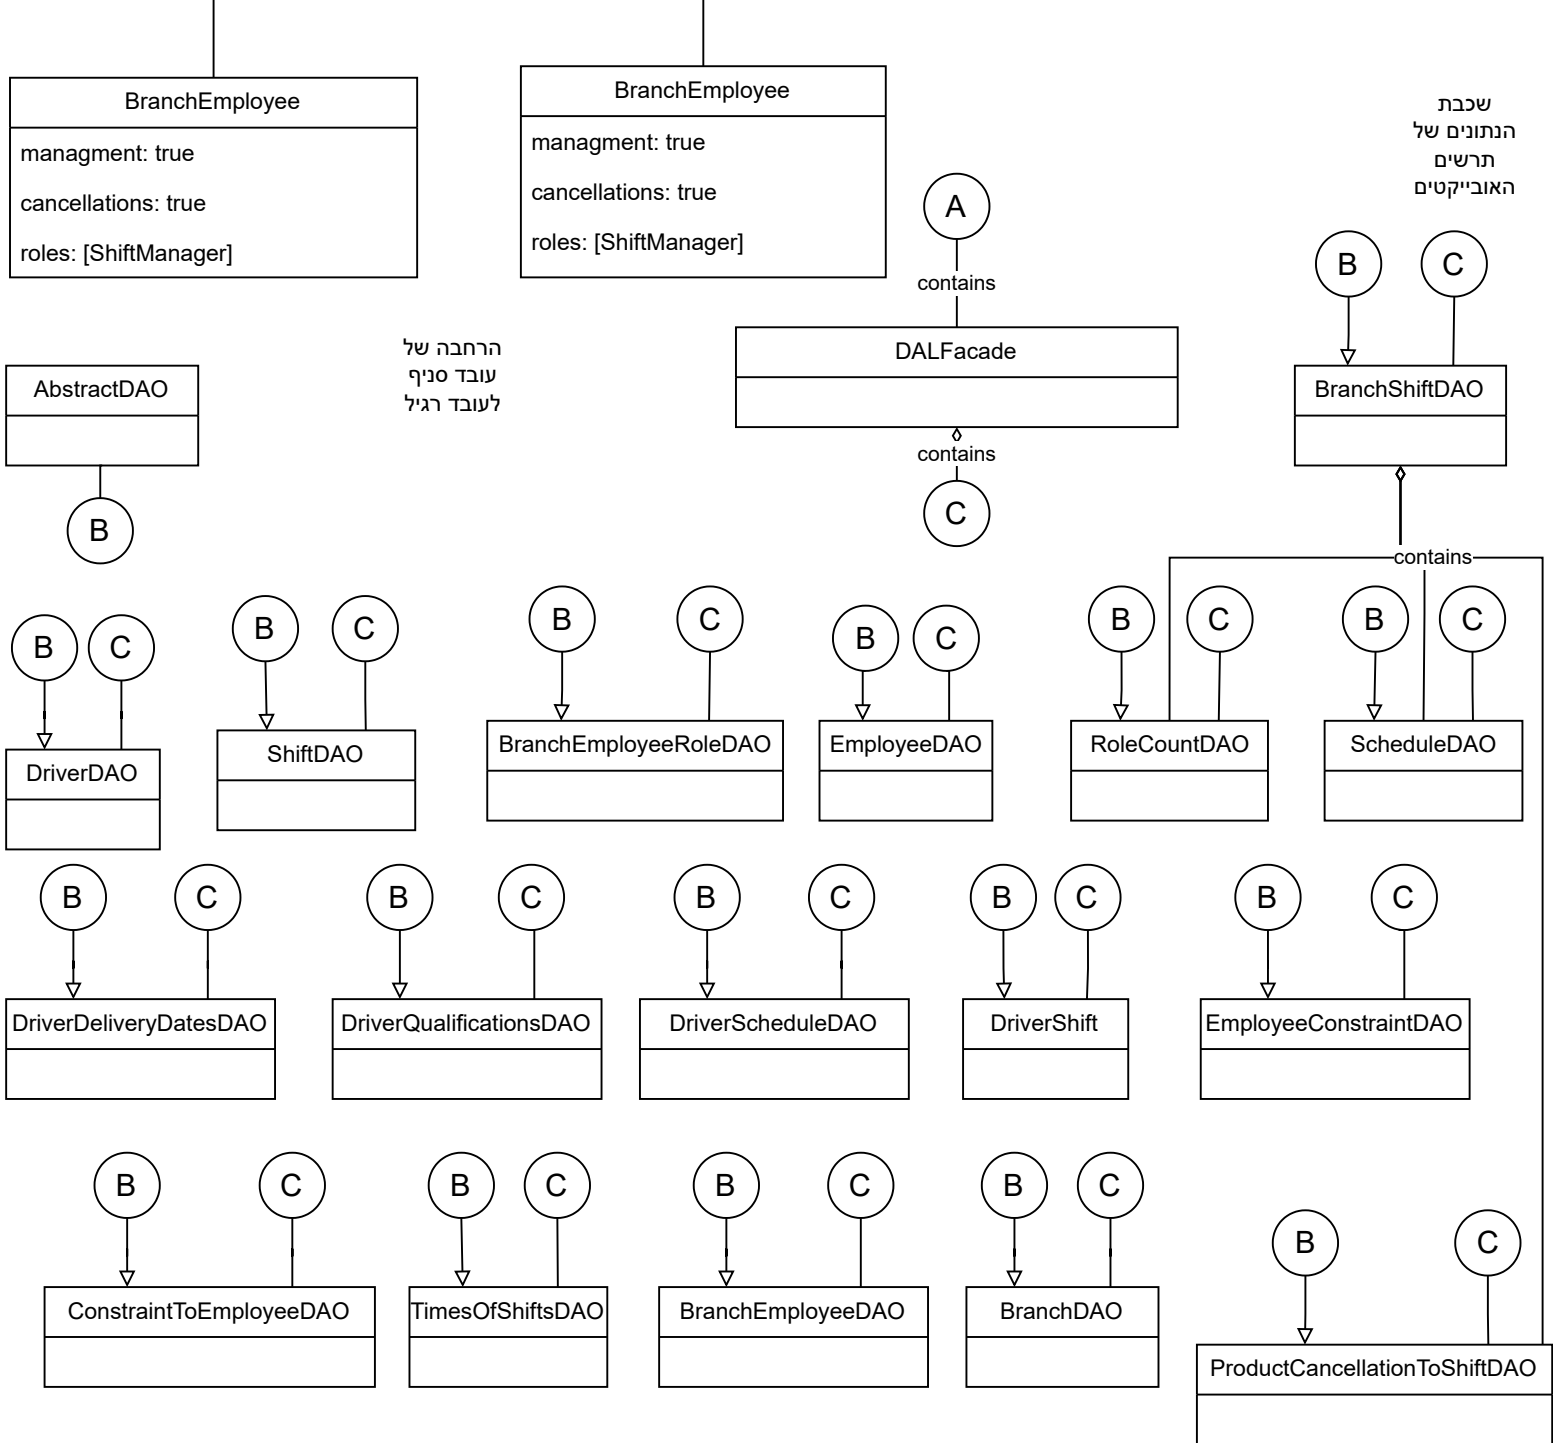 BranchEmployee
managment: true
cancellations: true
roles: [ShiftManager]
BranchEmployee
managment: true
cancellations: true
roles: [ShiftManager]
שכבת
הנתונים של
תרשים
האובייקטים
A
contains
DALFacade
contains
C
B
C
BranchShiftDAO
contains
הרחבה של
עובד סניף
לעובד רגיל
AbstractDAO
B
B
C
DriverDAO
B
C
ShiftDAO
B
C
BranchEmployeeRoleDAO
B
C
EmployeeDAO
B
C
RoleCountDAO
B
C
ScheduleDAO
B
C
DriverDeliveryDatesDAO
B
C
DriverQualificationsDAO
B
C
DriverScheduleDAO
B
C
DriverShift
B
C
EmployeeConstraintDAO
B
C
ConstraintToEmployeeDAO
B
C
TimesOfShiftsDAO
B
C
BranchEmployeeDAO
B
C
BranchDAO
B
C
ProductCancellationToShiftDAO